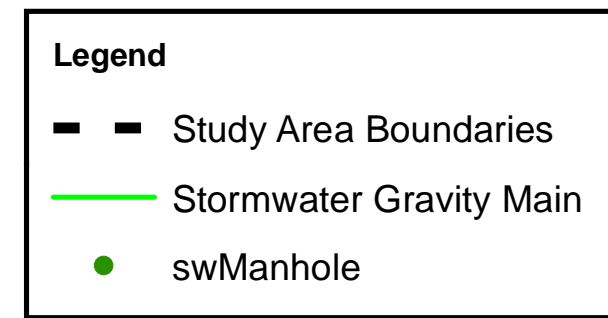 Legend
Study Area Boundaries
Stormwater Gravity Main
swManhole